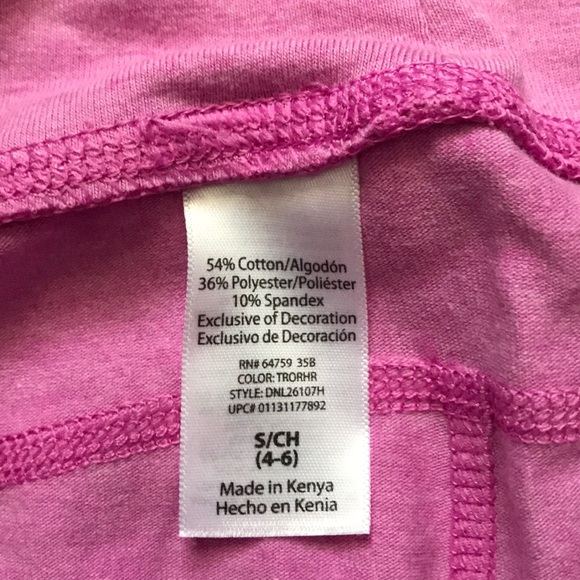 54% Cotton/Algodón
36% Polyester/Poliéster
10% Spandex
Exclusive of Decoration
Exclusivo de Decoración
RN# 64759 35B
COLOR: TRORHR
STYLE: DNL26107H
UPC# 01131177892
S/CH
(4-6)
Made in Kenya
Hecho en Kenia